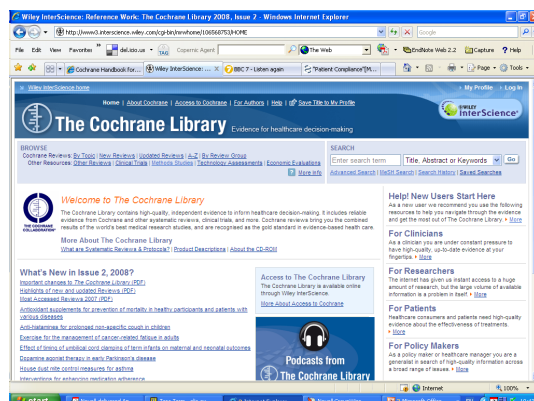 Wiley InterScience: Reference Work: The Cochrane Library 2008, Issue 2 - Windows Internet Explorer
http://www3.interscience.wiley.com/cgi-bin/mrwhome/106568753/HOME
Google
File Edit View Favorites
del.icio.us
TAG
Copernic Agent
The Web
EndNote Web 2.2
Capture
? Help
Cochrane Handbook for...
Wiley InterScience: ...
BBC 7 - Listen again
"Patient Compliance"[M...
Page
Tools
Wiley InterScience home
My Profile
Log In
Home | About Cochrane | Access to Cochrane | For Authors | Help | Save Title to My Profile
WILEY
InterScience
The Cochrane Library
Evidence for healthcare decision-making
BROWSE
Cochrane Reviews: By Topic | New Reviews | Updated Reviews | A-Z | By Review Group
Other Resources: Other Reviews | Clinical Trials | Methods Studies | Technology Assessments | Economic Evaluations
More Info
SEARCH
Enter search term
Title, Abstract or Keywords
Go
Advanced Search | MeSH Search | Search History | Saved Searches
THE COCHRANE
COLLABORATION
Welcome to The Cochrane Library
The Cochrane Library contains high-quality, independent evidence to inform healthcare decision-making. It includes reliable
evidence from Cochrane and other systematic reviews, clinical trials, and more. Cochrane reviews bring you the combined
results of the world's best medical research studies, and are recognised as the gold standard in evidence-based health care.
More About The Cochrane Library
What are Systematic Reviews & Protocols? | Product Descriptions | About the CD-ROM
What's New in Issue 2, 2008?
Important changes to The Cochrane Library (PDF)
Highlights of new and updated Reviews (PDF)
Most Accessed Reviews 2007 (PDF)
Antioxidant supplements for prevention of mortality in healthy participants and patients with
various diseases
Anti-histamines for prolonged non-specific cough in children
Exercise for the management of cancer-related fatigue in adults
Effect of timing of umbilical cord clamping of term infants on maternal and neonatal outcomes
Dopamine agonist therapy in early Parkinson's disease
House dust mite control measures for asthma
Interventions for enhancing medication adherence
Access to The Cochrane Library
The Cochrane Library is available online
through Wiley InterScience.
More About Access to Cochrane
Podcasts from
The Cochrane Library
Help! New Users Start Here
As a new user we recommend you use the following
resources to help you navigate through the evidence
and get the most out of The Cochrane Library. More
For Clinicians
As a clinician you are under constant pressure to
have high-quality, up-to-date evidence at your
fingertips. More
For Researchers
The internet has given us instant access to a huge
amount of research, but the large volume of available
information is a problem in itself. More
For Patients
Healthcare consumers and patients need high-quality
evidence about the effectiveness of treatments.
More
For Policy Makers
As a policy maker or healthcare manager you are a
generalist in search of high-quality information across
a broad range of issues. More
Internet
100%
start